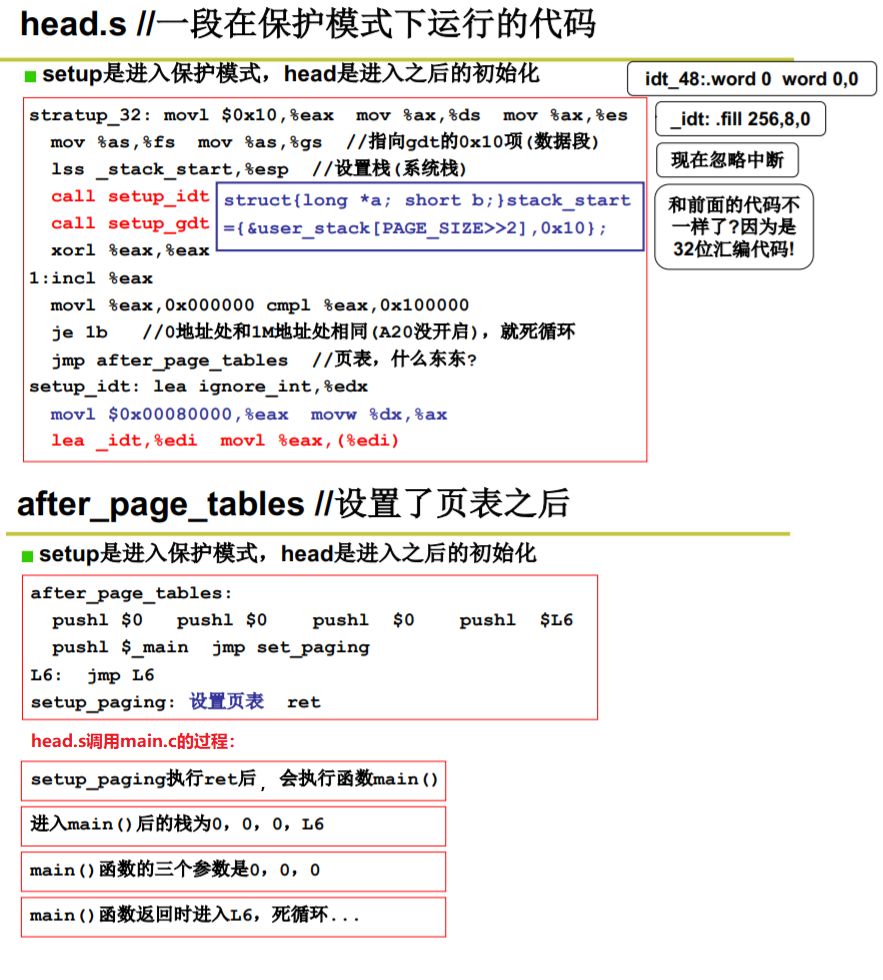 head.s //一段在保护模式下运行的代码
setup是进入保护模式，head是进入之后的初始化
idt_48:.word 0 word 0,0
_idt: .fill 256,8,0
现在忽略中断
和前面的代码不
一样了?因为是
32位汇编代码!
stratup_32: movl $0x10,%eax mov %ax,%ds mov %ax,%es
mov %as,%fs mov %as,%gs //指向gdt的0x10项(数据段)
lss _stack_start,%esp //设置栈(系统栈)
call setup_idt
call setup_gdt
struct{long *a; short b;}stack_start
={&user_stack[PAGE_SIZE>>2],0x10};
xorl %eax,%eax
1:incl %eax
movl %eax,0x000000 cmpl %eax,0x100000
je 1b //0地址处和1M地址处相同(A20没开启)，就死循环
jmp after_page_tables //页表，什么东东?
setup_idt: lea ignore_int,%edx
movl $0x00080000,%eax movw %dx,%ax
lea _idt,%edi movl %eax,(%edi)
after_page_tables //设置了页表之后
setup是进入保护模式，head是进入之后的初始化
after_page_tables:
pushl $0 pushl $0 pushl $0 pushl $L6
pushl $_main jmp set_paging
L6: jmp L6
setup_paging: 设置页表 ret
head.s调用main.c的过程：
setup_paging执行ret后，会执行函数main()
进入main()后的栈为0，0，0，L6
main()函数的三个参数是0，0，0
main()函数返回时进入L6，死循环...